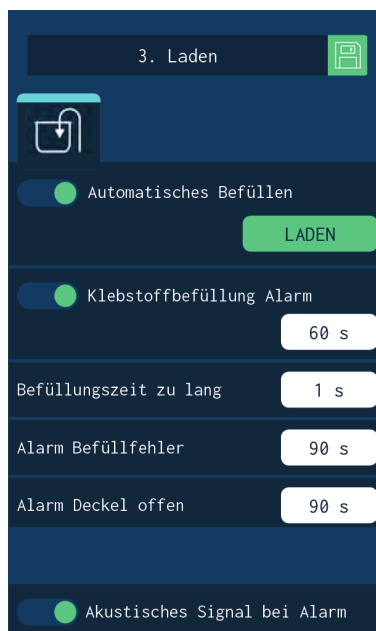 3. Laden
Automatisches Befüllen
LADEN
Klebstoffbefüllung Alarm
60 s
Befüllungszeit zu lang
1 s
Alarm Befüllfehler
90 s
Alarm Deckel offen
90 s
Akustisches Signal bei Alarm